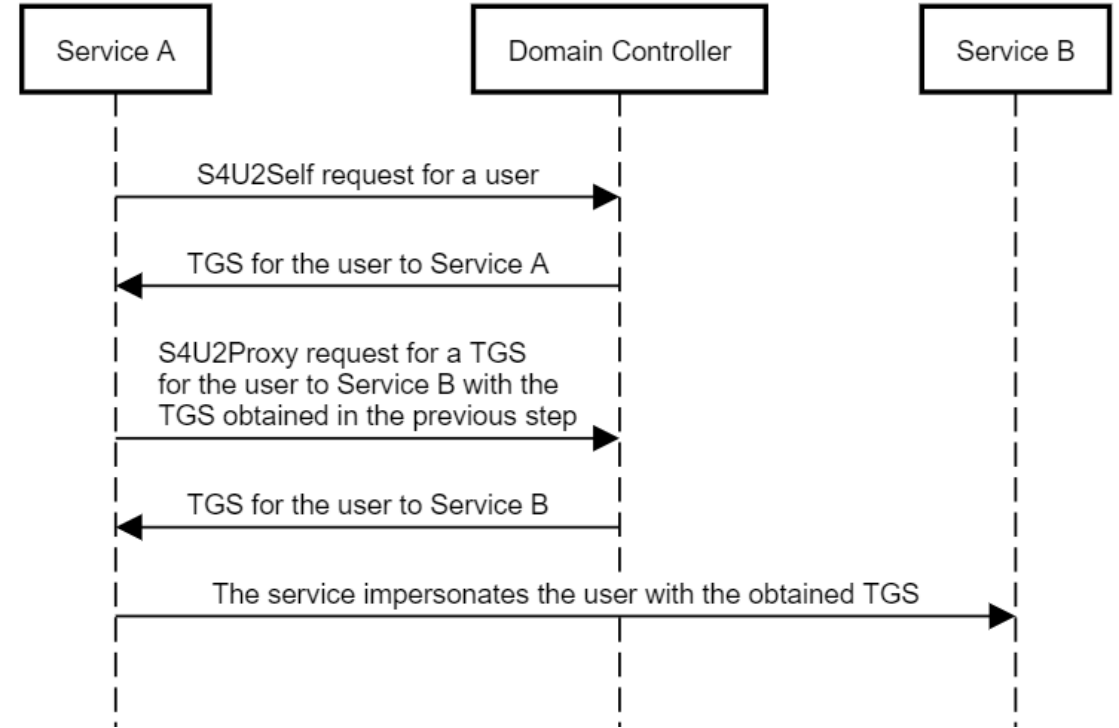 Service A
Domain Controller
Service B
S4U2Self request for a user
TGS for the user to Service A
S4U2Proxy request for a TGS
for the user to Service B with the
TGS obtained in the previous step
TGS for the user to Service B
The service impersonates the user with the obtained TGS